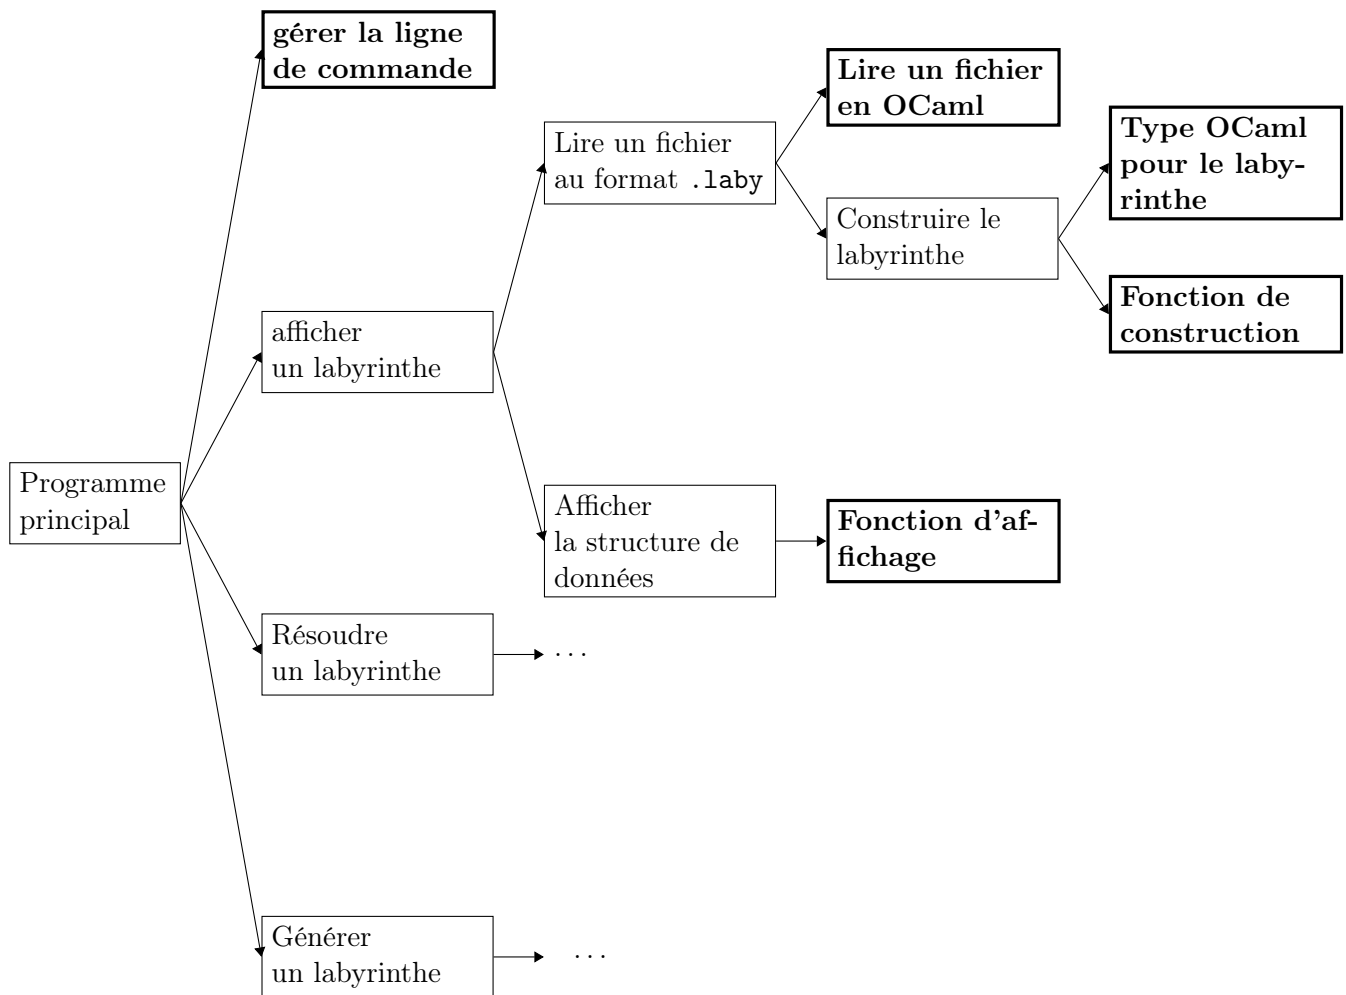 gérer la ligne
de commande
Lire un fichier
en OCaml
Type OCaml
pour le laby-
rinthe
Lire un fichier
au format .laby
Construire le
labyrinthe
Fonction de
construction
afficher
un labyrinthe
Programme
principal
Afficher
la structure de
données
Fonction d'af-
fichage
Résoudre
un labyrinthe
...
Générer
un labyrinthe
...